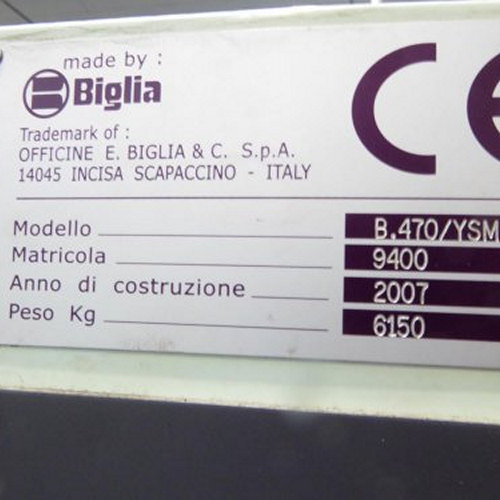 made by :
Biglia
CE
Trademark of :
OFFICINE E. BIGLIA & C. S.p.A.
14045 INCISA SCAPACCINO - ITALY
Modello B.470/YSM
Matricola 9400
Anno di costruzione 2007
Peso Kg 6150